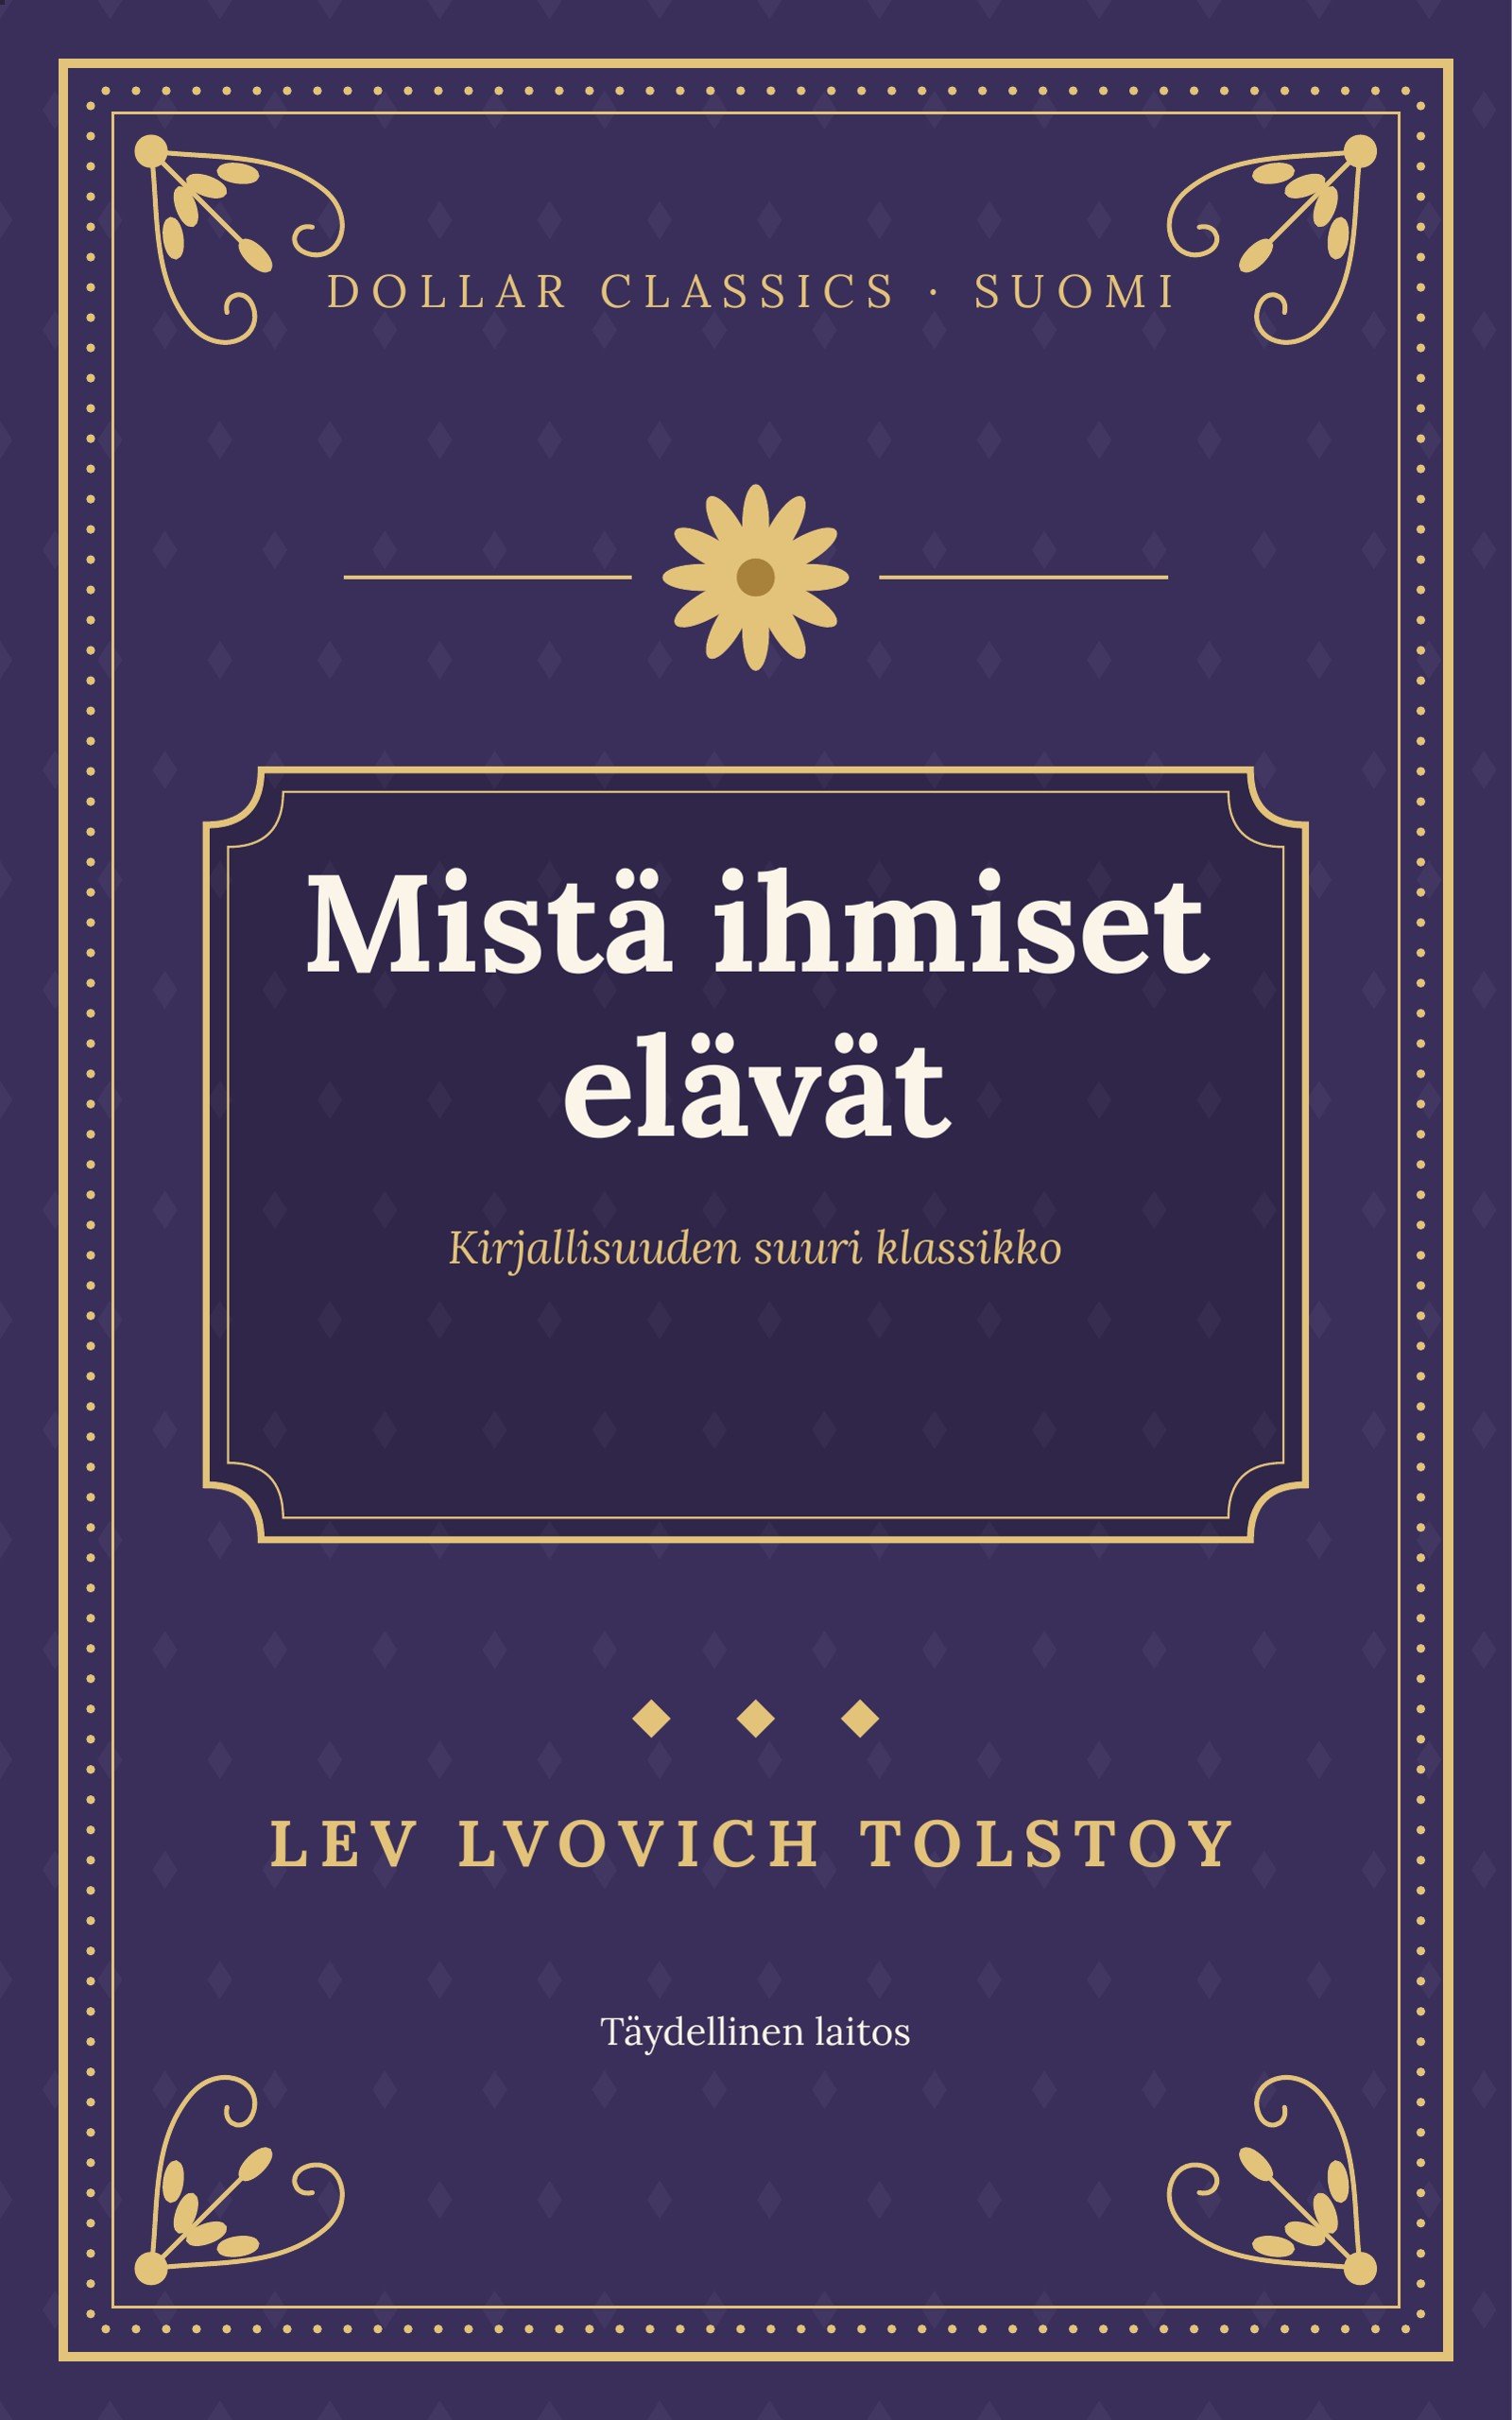 DOLLAR CLASSICS · SUOMI
Mistä ihmiset
elävät
Kirjallisuuden suuri klassikko
LEV LVOVICH TOLSTOY
Täydellinen laitos